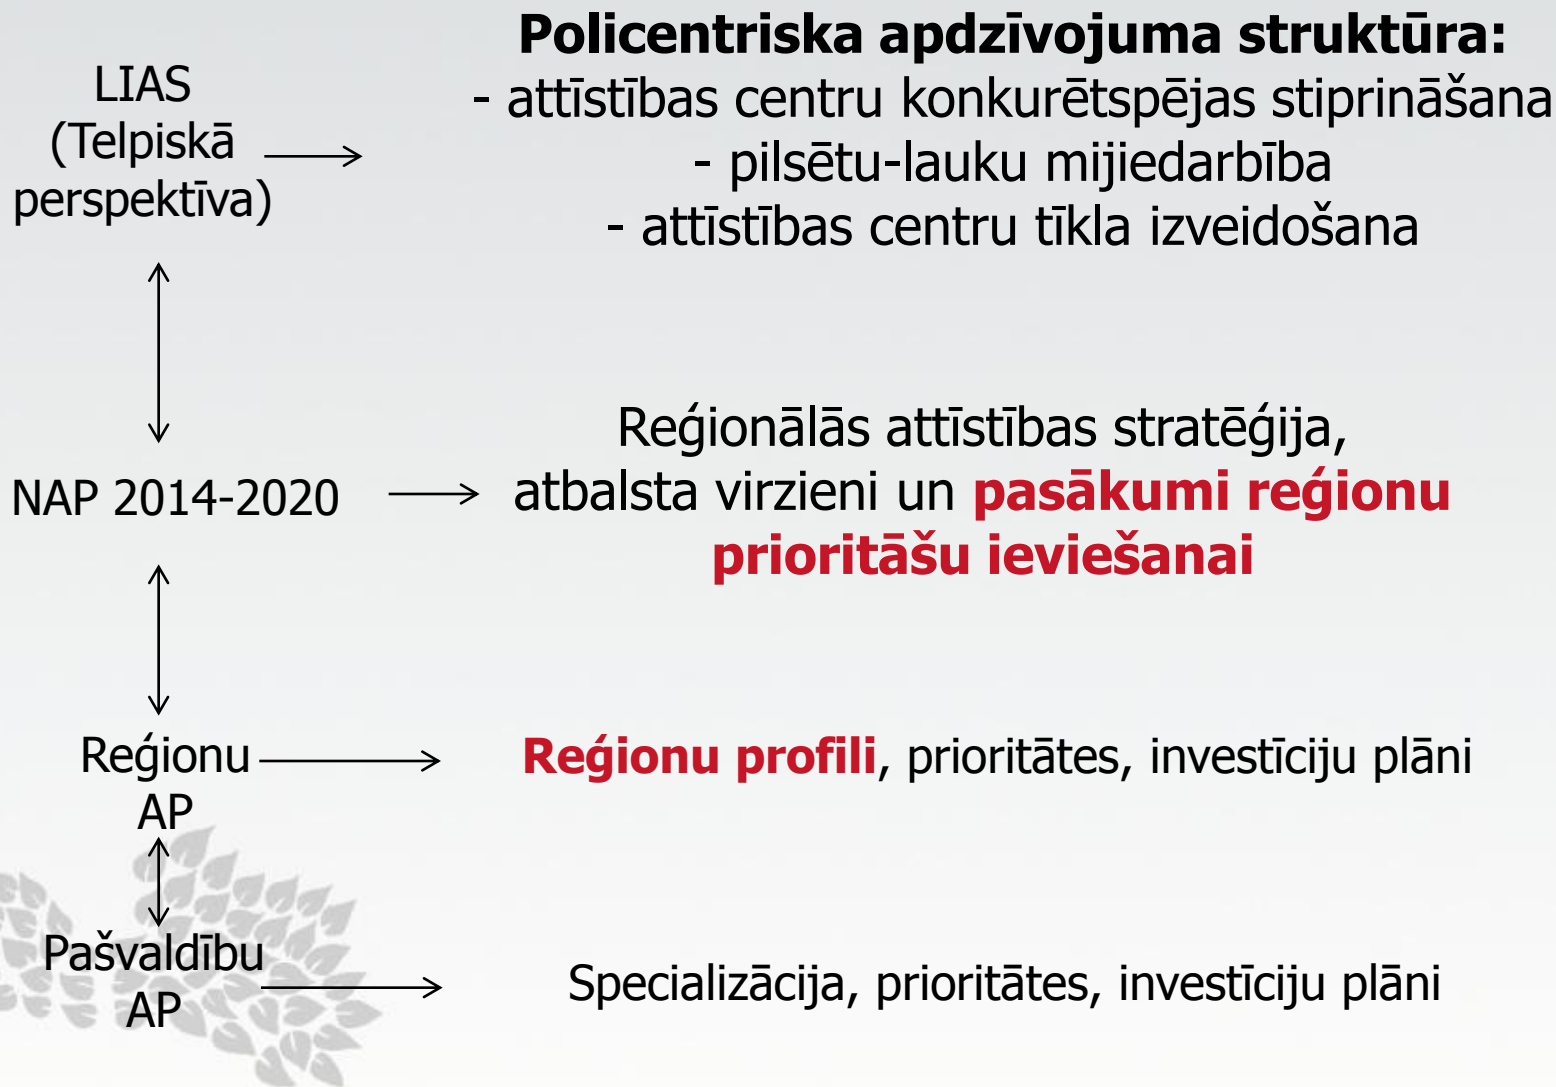 Policentriska apdzīvojuma struktūra:
LIAS
(Telpiskā
perspektīva)
- attīstības centru konkurētspējas stiprināšana
- pilsētu-lauku mijiedarbība
- attīstības centru tīkla izveidošana
NAP 2014-2020
Reģionālās attīstības stratēģija,
atbalsta virzieni un pasākumi reģionu
prioritāšu ieviešanai
Reģionu
AP
Reģionu profili, prioritātes, investīciju plāni
Pašvaldību
AP
Specializācija, prioritātes, investīciju plāni